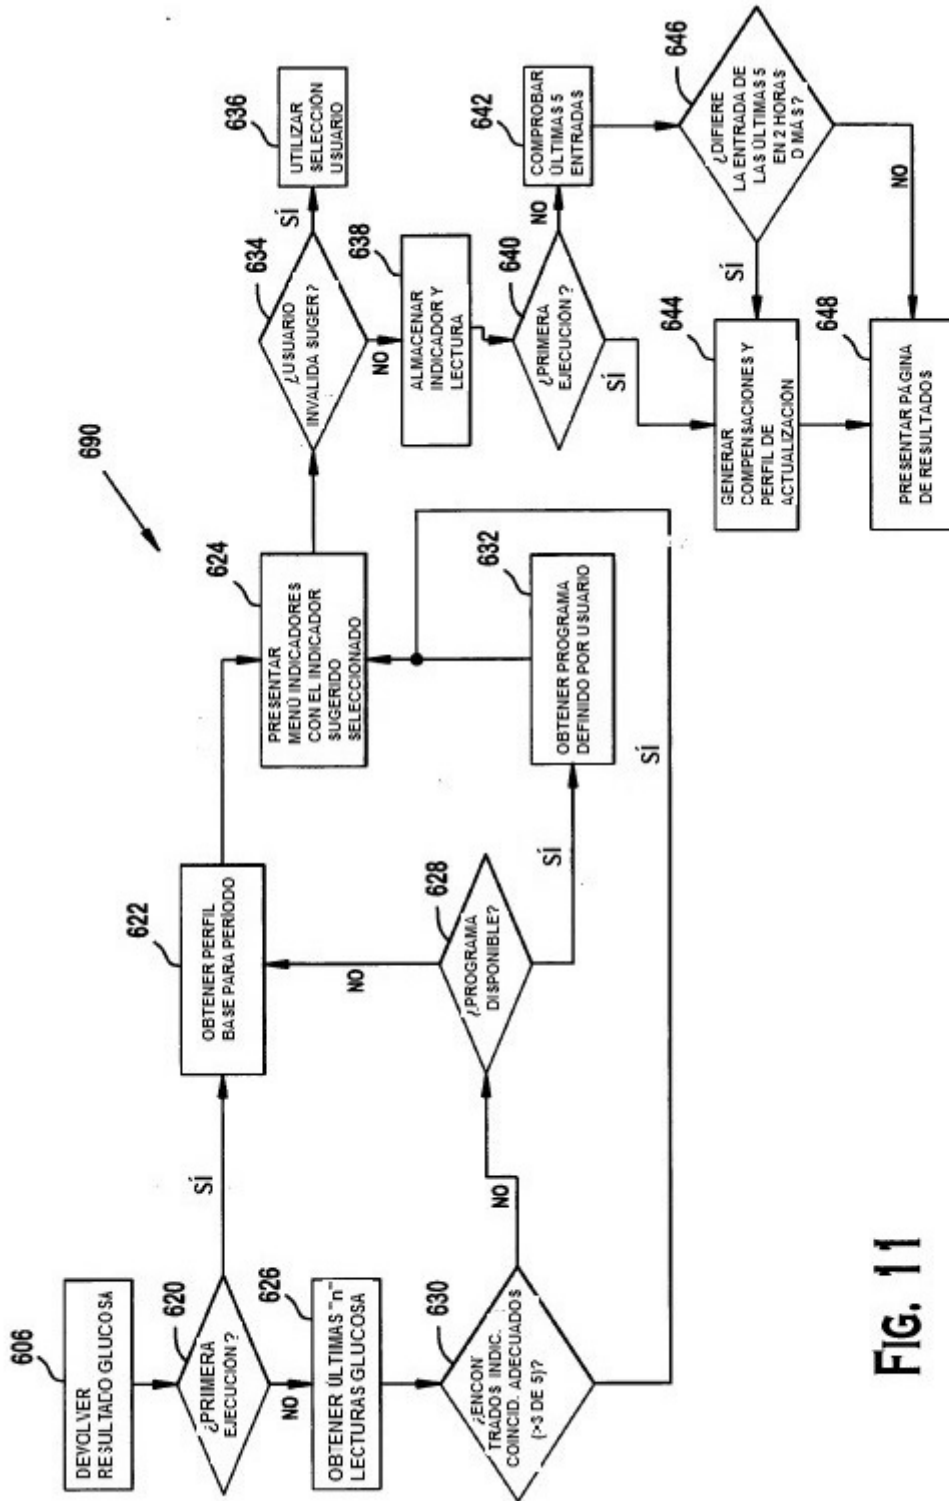 690
606
DEVOLVER
RESULTADO GLUCOSA
620
¿PRIMERA
EJECUCIÓN?
SÍ
NO
622
OBTENER PERFIL
BASE PARA PERÍODO
626
OBTENER ÚLTIMAS "n"
LECTURAS GLUCOSA
630
¿ENCON
TRADOS INDIC.
COINCID. ADECUADOS
(>3 DE 5)?
NO
SÍ
628
¿PROGRAMA
DISPONIBLE?
NO
SÍ
632
OBTENER PROGRAMA
DEFINIDO POR USUARIO
624
PRESENTAR
MENÚ INDICADORES
CON EL INDICADOR
SUGERIDO
SELECCIONADO
634
¿USUARIO
INVALIDA SUGER?
SÍ
NO
636
UTILIZAR
SELECCION
USUARIO
638
ALMACENAR
INDICADOR Y
LECTURA
640
¿PRIMERA
EJECUCIÓN?
NO
SÍ
642
COMPROBAR
ÚLTIMAS 5
ENTRADAS
646
¿DIFIERE
LA ENTRADA DE
LAS ÚLTIMAS 5
EN 2 HORAS
D MÁS?
SÍ
NO
644
GENERAR
COMPENSACIONES Y
PERFIL DE
ACTUALIZACIÓN
648
PRESENTAR PÁGINA
DE RESULTADOS
FIG. 11